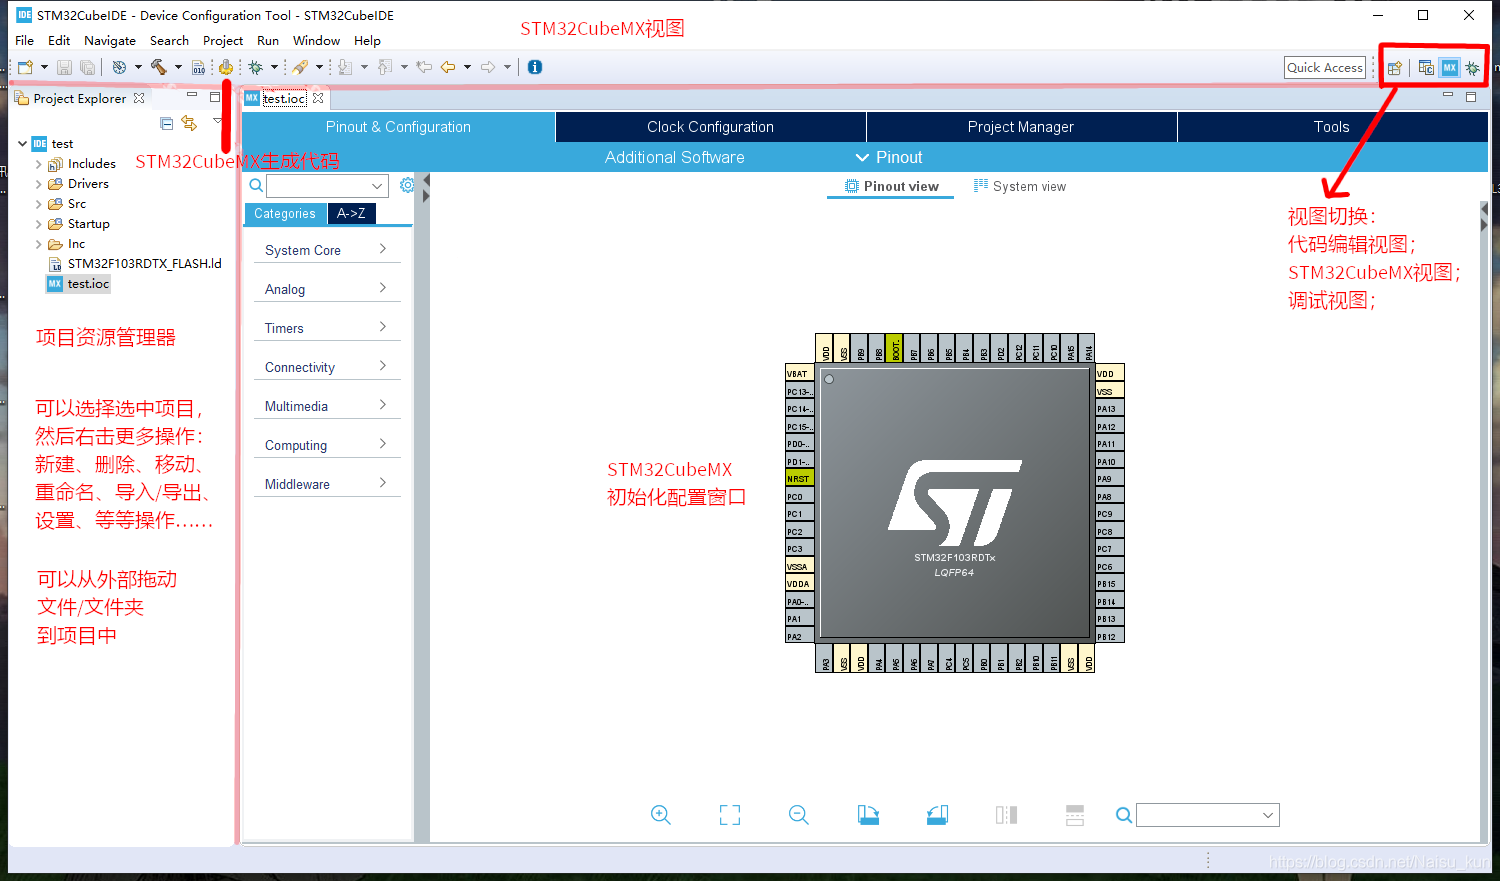 STM32CubeIDE - Device Configuration Tool - STM32CubeIDE
STM32CubeMX视图
File Edit Navigate Search Project Run Window Help
Quick Access
Project Explorer
test.ioc
Pinout & Configuration
Clock Configuration
Project Manager
Tools
Additional Software
Pinout
test
Includes
Drivers
Src
Startup
Inc
STM32F103RDTX_FLASH.ld
test.ioc
STM32CubeMX生成代码
Categories
A->Z
System Core
Analog
Timers
Connectivity
Multimedia
Computing
Middleware
Pinout view
System view
视图切换：
代码编辑视图；
STM32CubeMX视图；
调试视图；
项目资源管理器
可以选择选中项目，
然后右击更多操作：
新建、删除、移动、
重命名、导入/导出、
设置、等等操作……
可以从外部拖动
文件/文件夹
到项目中
STM32CubeMX
初始化配置窗口
VDD VSS PB9 PB8 BOOT.. PB7 PB6 PB5 PB4 PB3 PD2 PC12 PC11 PC10 PA15 PA14
VBAT
PC13-..
PC14-..
PC15-..
PD0-..
PD1-..
NRST
PC0
PC1
PC2
PC3
VSSA
VDDA
PA0-..
PA1
PA2
STM32F103RDTx
LQFP64
VDD
VSS
PA13
PA12
PA11
PA10
PA9
PA8
PC9
PC8
PC7
PC6
PB15
PB14
PB13
PB12
PA3 VSS VDD PA4 PA5 PA6 PA7 PC4 PC5 PB0 PB1 PB2 PB10 PB11 VSS VDD
https://blog.csdn.net/Naisu_kun